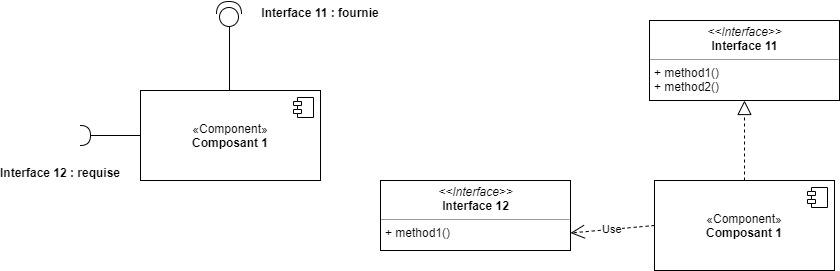 Interface 11 : fournie
«Component»
Composant 1
Interface 12 : requise
<<Interface>>
Interface 11
+ method1()
+ method2()
<<Interface>>
Interface 12
+ method1()
Use
«Component»
Composant 1